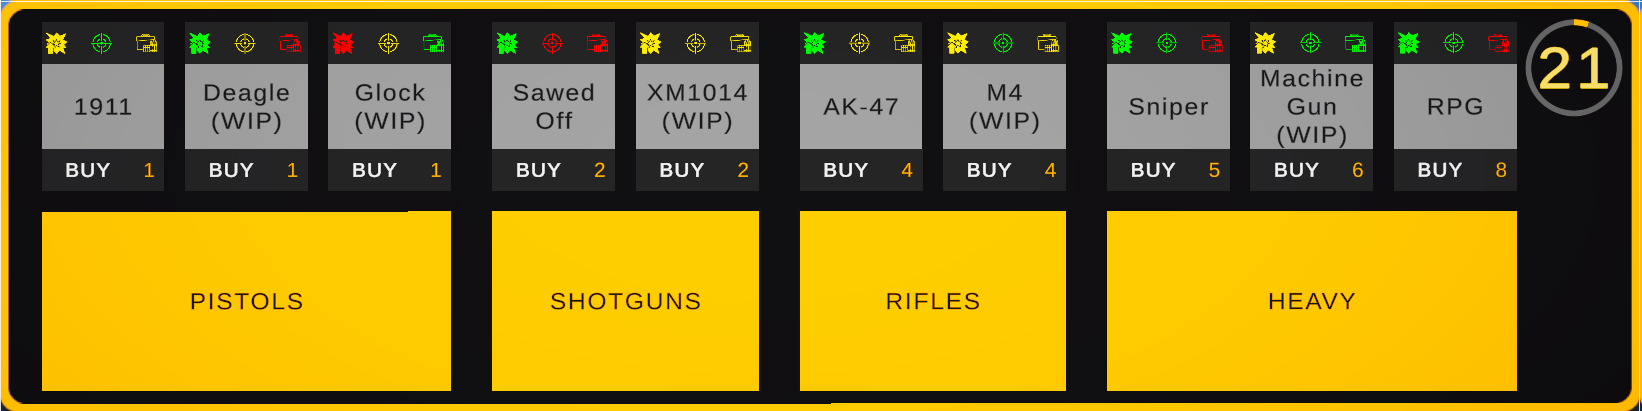 1911
Deagle
(WIP)
Glock
(WIP)
Sawed
Off
XM1014
(WIP)
AK-47
M4
(WIP)
Sniper
Machine
Gun
(WIP)
RPG
21
BUY 1
BUY 1
BUY 1
BUY 2
BUY 2
BUY 4
BUY 4
BUY 5
BUY 6
BUY 8
PISTOLS
SHOTGUNS
RIFLES
HEAVY